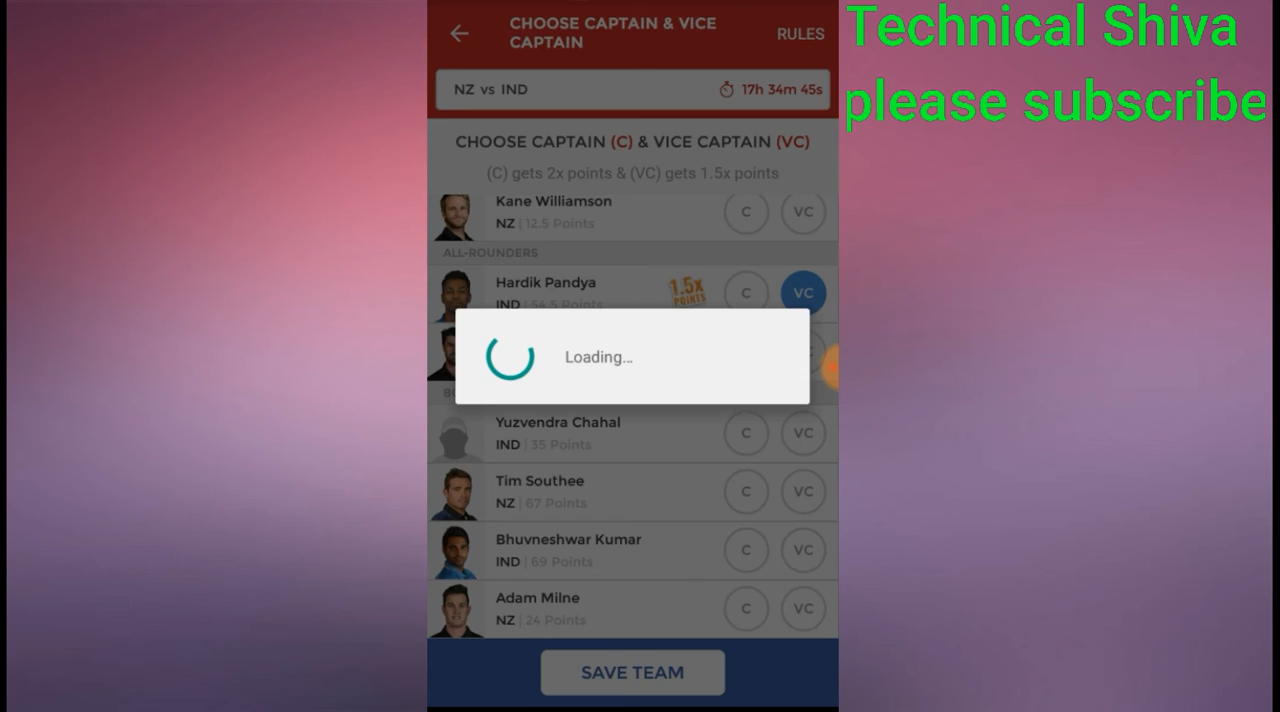 Technical Shiva
please subscribe
CHOOSE CAPTAIN & VICE
CAPTAIN
RULES
NZ vs IND
17h 34m 45s
CHOOSE CAPTAIN (C) & VICE CAPTAIN (VC)
(C) gets 2x points & (VC) gets 1.5x points
Kane Williamson
NZ | 12.5 Points
C
VC
ALL-ROUNDERS
Hardik Pandya
IND | 54.5 Points
1.5x
POINTS
C
VC
Loading...
Yuzvendra Chahal
IND | 35 Points
C
VC
Tim Southee
NZ | 67 Points
C
VC
Bhuvneshwar Kumar
IND | 69 Points
C
VC
Adam Milne
NZ | 24 Points
C
VC
SAVE TEAM